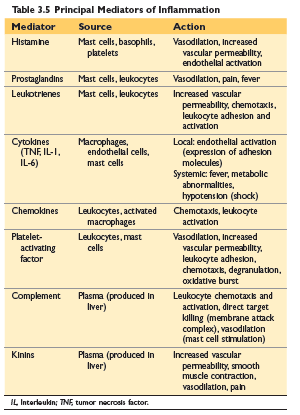 Table 3.5 Principal Mediators of Inflammation
Mediator Source Action
Histamine Mast cells, basophils, Vasodilation, increased
platelets vascular permeability,
endothelial activation
Prostaglandins Mast cells, leukocytes Vasodilation, pain, fever
Leukotrienes Mast cells, leukocytes Increased vascular
permeability, chemotaxis,
leukocyte adhesion and
activation
Cytokines Macrophages, Local: endothelial activation
(TNF, IL-1, endothelial cells, (expression of adhesion
IL-6) mast cells molecules)
Systemic: fever, metabolic
abnormalities,
hypotension (shock)
Chemokines Leukocytes, activated Chemotaxis, leukocyte
macrophages activation
Platelet- Leukocytes, mast Vasodilation, increased
activating cells vascular permeability,
factor leukocyte adhesion,
chemotaxis, degranulation,
oxidative burst
Complement Plasma (produced in Leukocyte chemotaxis and
liver) activation, direct target
killing (membrane attack
complex), vasodilation
(mast cell stimulation)
Kinins Plasma (produced in Increased vascular
liver) permeability, smooth
muscle contraction,
vasodilation, pain
IL, Interleukin; TNF, tumor necrosis factor.